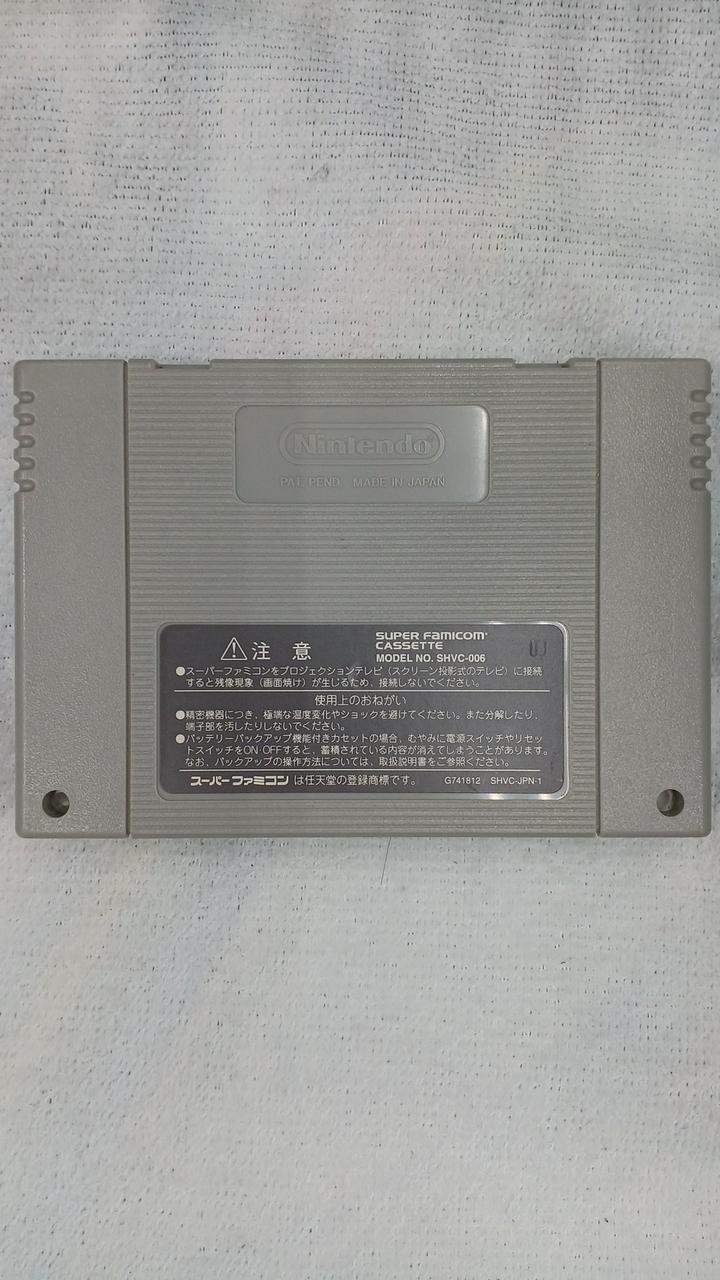 Nintendo
PAT. PEND. MADE IN JAPAN
⚠注意
SUPER FAMICOM
CASSETTE
MODEL NO. SHVC-006
●スーパーファミコンをプロジェクションテレビ(スクリーン投影式のテレビ)に接続
すると残像現象(画面焼け)が生じるため、接続しないでください。
使用上のおねがい
●精密機器につき、極端な温度変化やショックを避けてください。また分解したり、
端子部を汚したりしないでください。
●バッテリーバックアップ機能付きカセットの場合、むやみに電源スイッチやリセッ
トスイッチをON・OFFすると、蓄積されている内容が消えてしまうことがあります。
なお、バックアップの操作方法については、取扱説明書をご参照ください。
スーパーファミコン は任天堂の登録商標です。 G741812 SHVC-JPN-1